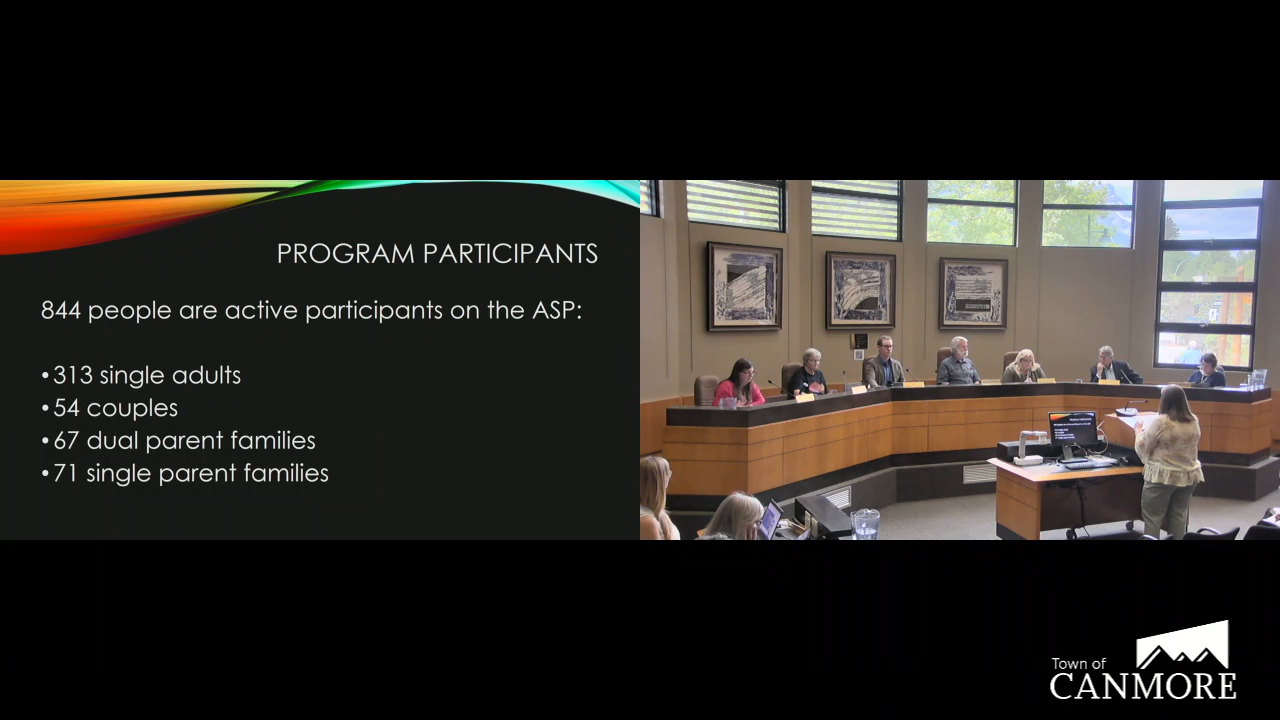 PROGRAM PARTICIPANTS
844 people are active participants on the ASP:
•313 single adults
•54 couples
•67 dual parent families
•71 single parent families
Town of
CANMORE